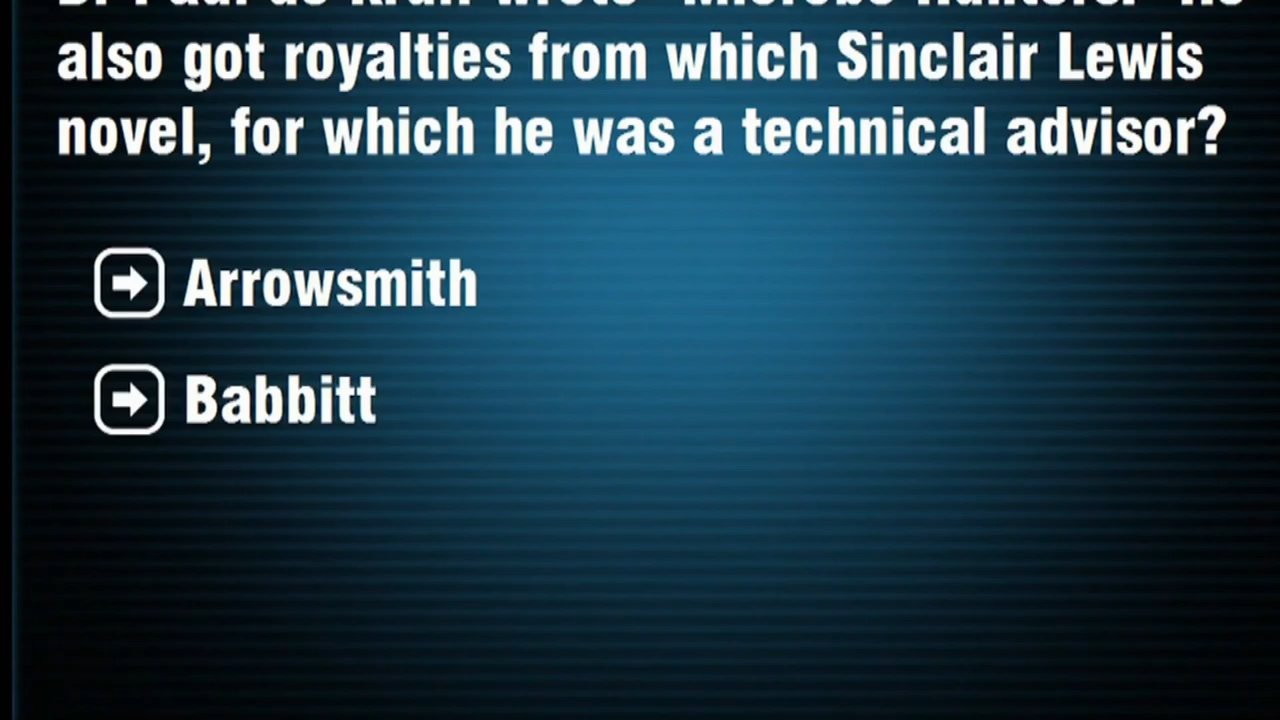 also got royalties from which Sinclair Lewis
novel, for which he was a technical advisor?
Arrowsmith
Babbitt